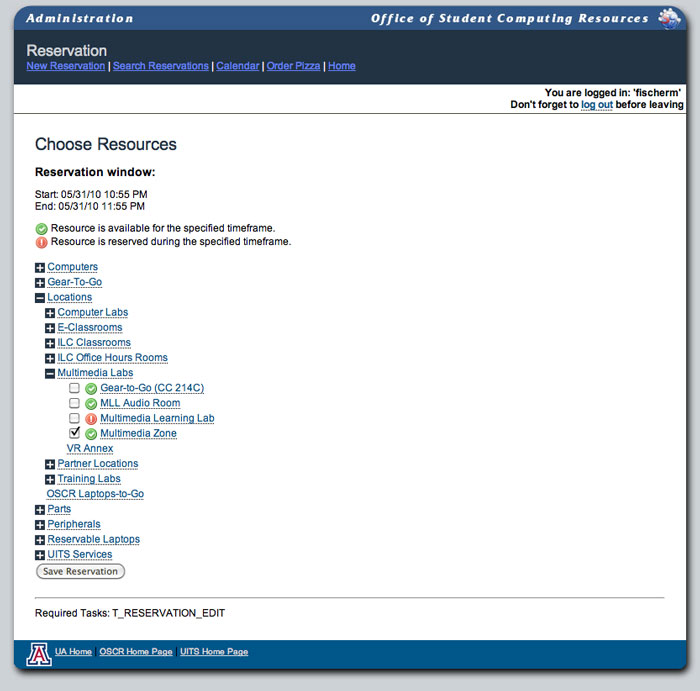 Administration
Office of Student Computing Resources
Reservation
New Reservation | Search Reservations | Calendar | Order Pizza | Home
You are logged in: 'fischerm'
Don't forget to log out before leaving
Choose Resources
Reservation window:
Start: 05/31/10 10:55 PM
End: 05/31/10 11:55 PM
Resource is available for the specified timeframe.
Resource is reserved during the specified timeframe.
Computers
Gear-To-Go
Locations
Computer Labs
E-Classrooms
ILC Classrooms
ILC Office Hours Rooms
Multimedia Labs
Gear-to-Go (CC 214C)
MLL Audio Room
Multimedia Learning Lab
Multimedia Zone
VR Annex
Partner Locations
Training Labs
OSCR Laptops-to-Go
Parts
Peripherals
Reservable Laptops
UITS Services
Save Reservation
Required Tasks: T_RESERVATION_EDIT
A UA Home | OSCR Home Page | UITS Home Page